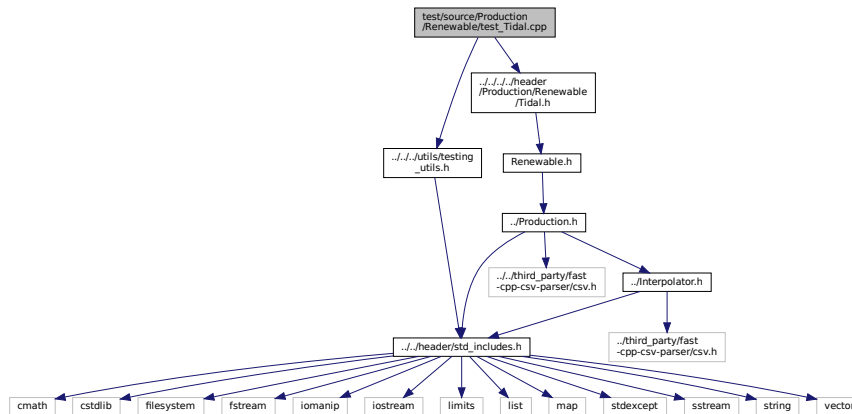 test/source/Production
/Renewable/test_Tidal.cpp
../../../../header
/Production/Renewable
/Tidal.h
../../../utils/testing
_utils.h
Renewable.h
../Production.h
../../third_party/fast
-cpp-csv-parser/csv.h
../Interpolator.h
../third_party/fast
-cpp-csv-parser/csv.h
../../header/std_includes.h
cmath
cstdlib
filesystem
fstream
iomanip
iostream
limits
list
map
stdexcept
sstream
string
vector